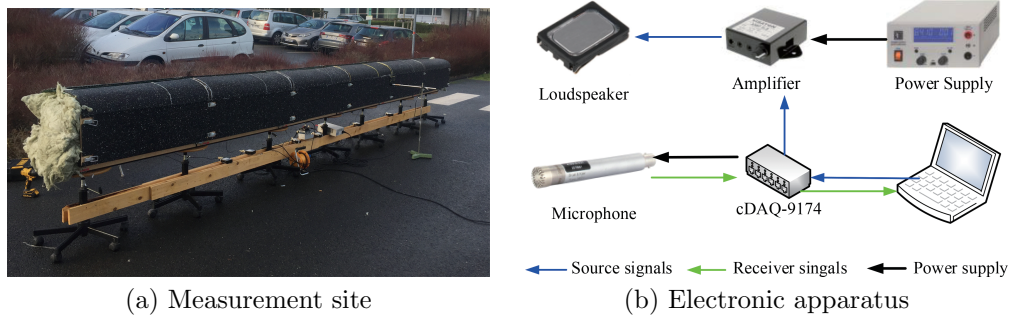 Loudspeaker
Amplifier
Power Supply
Microphone
cDAQ-9174
Source signals
Receiver singals
Power supply
(a) Measurement site
(b) Electronic apparatus